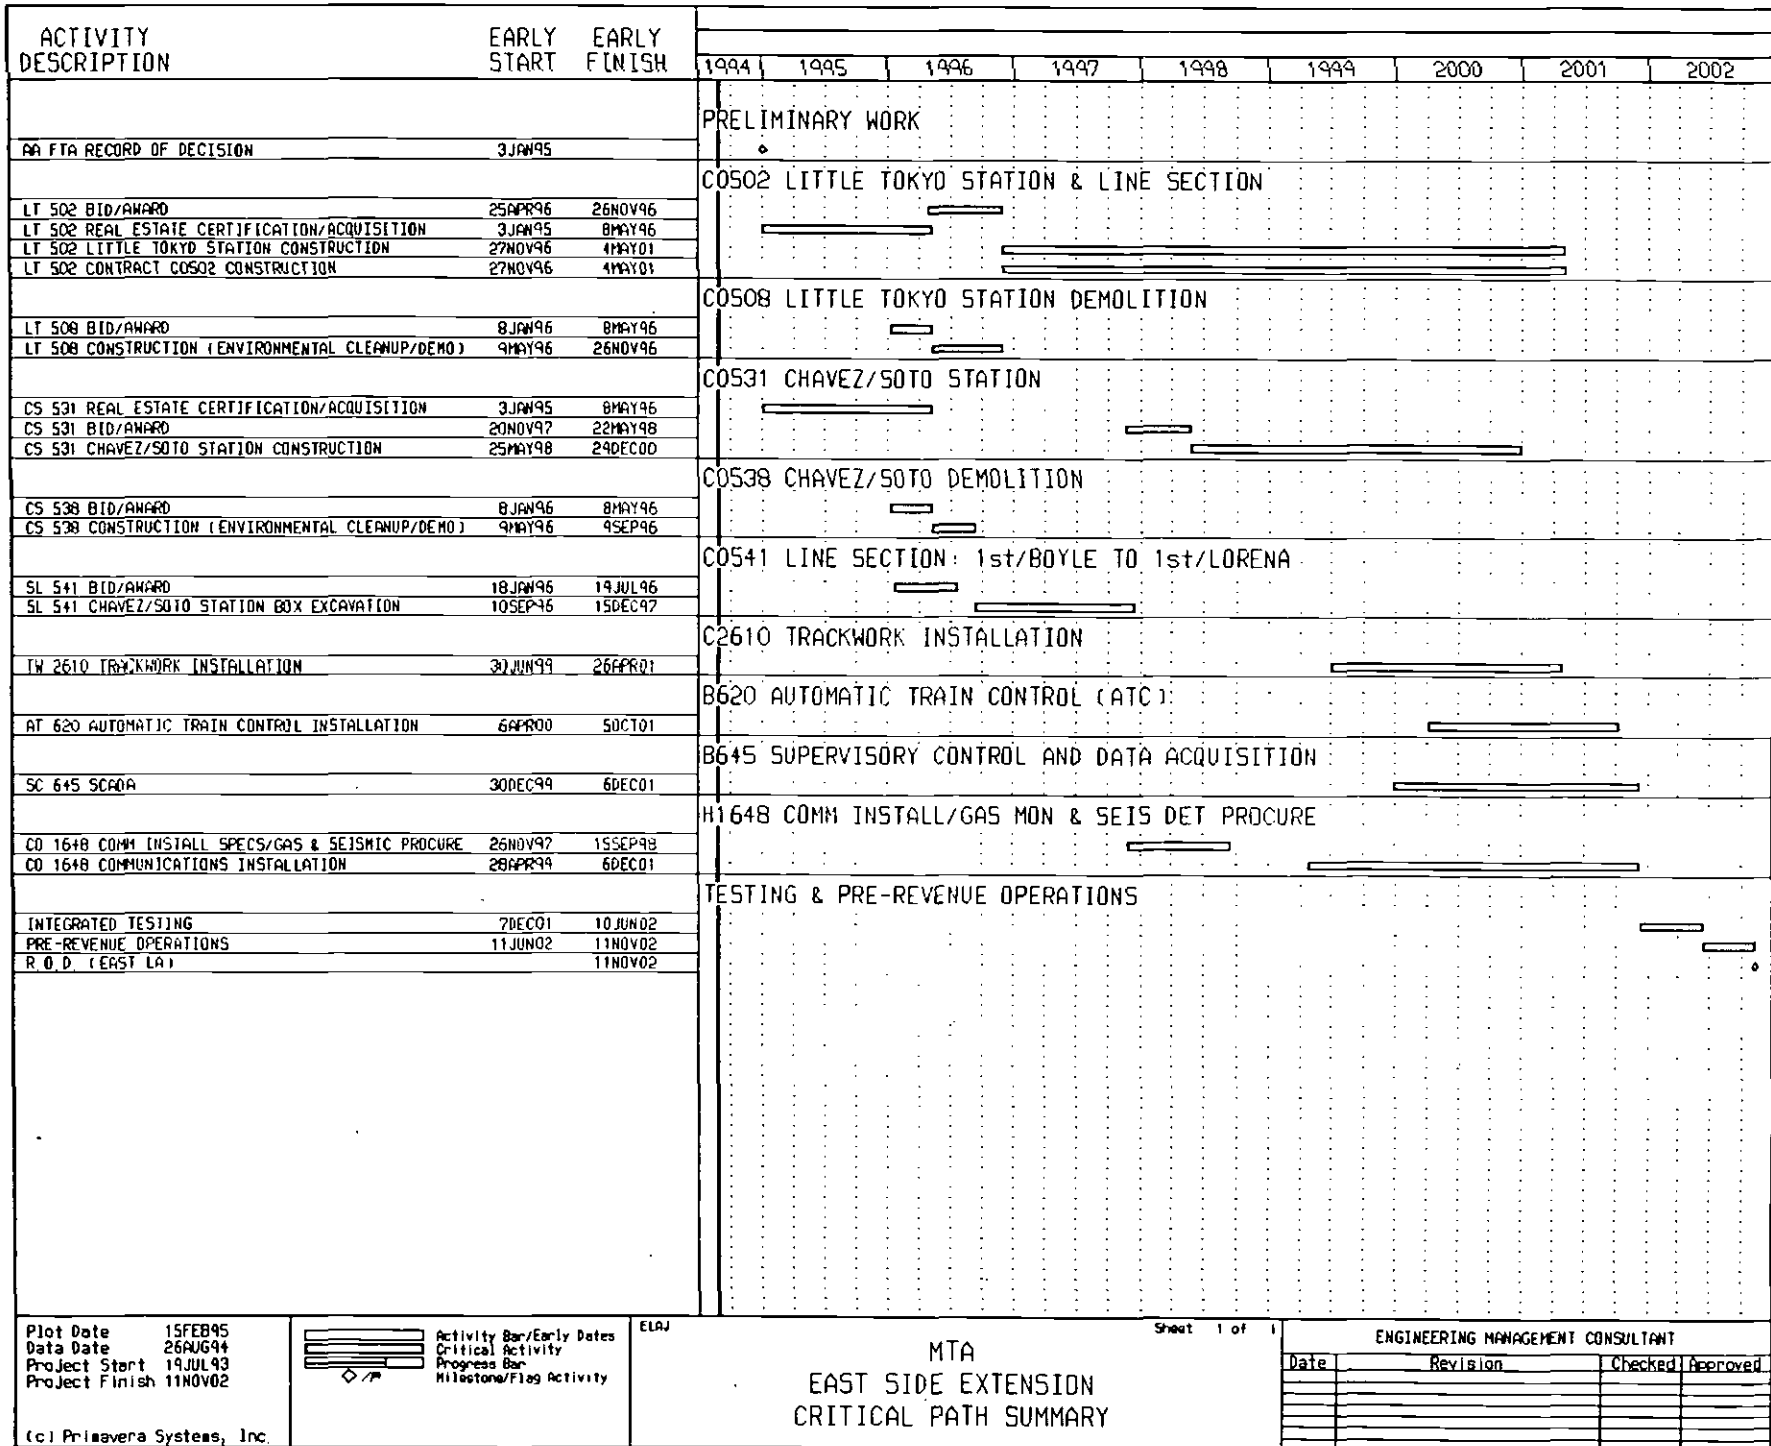 ACTIVITY DESCRIPTION EARLY START EARLY FINISH
1994 1995 1996 1997 1998 1999 2000 2001 2002
PRELIMINARY WORK
AA FTA RECORD OF DECISION 3JAN95
C0502 LITTLE TOKYO STATION & LINE SECTION
LT 502 BID/AWARD 25APR96 26NOV96
LT 502 REAL ESTATE CERTIFICATION/ACQUISITION 3JAN95 8MAY96
LT 502 LITTLE TOKYO STATION CONSTRUCTION 27NOV96 4MAY01
LT 502 CONTRACT C0502 CONSTRUCTION 27NOV96 4MAY01
C0508 LITTLE TOKYO STATION DEMOLITION
LT 508 BID/AWARD 8JAN96 8MAY96
LT 508 CONSTRUCTION (ENVIRONMENTAL CLEANUP/DEMO) 9MAY96 26NOV96
C0531 CHAVEZ/SOTO STATION
CS 531 REAL ESTATE CERTIFICATION/ACQUISITION 3JAN95 8MAY96
CS 531 BID/AWARD 20NOV97 22MAY98
CS 531 CHAVEZ/SOTO STATION CONSTRUCTION 25MAY98 24DEC00
C0538 CHAVEZ/SOTO DEMOLITION
CS 538 BID/AWARD 8JAN96 8MAY96
CS 538 CONSTRUCTION (ENVIRONMENTAL CLEANUP/DEMO) 9MAY96 9SEP96
C0541 LINE SECTION: 1st/BOYLE TO 1st/LORENA
SL 541 BID/AWARD 18JAN96 19JUL96
SL 541 CHAVEZ/SOTO STATION BOX EXCAVATION 10SEP96 15DEC97
C2610 TRACKWORK INSTALLATION
TW 2610 TRACKWORK INSTALLATION 30JUN99 26APR01
B620 AUTOMATIC TRAIN CONTROL (ATC)
AT 620 AUTOMATIC TRAIN CONTROL INSTALLATION 6APR00 5OCT01
B645 SUPERVISORY CONTROL AND DATA ACQUISITION
SC 645 SCADA 30DEC99 6DEC01
H1648 COMM INSTALL/GAS MON & SEIS DET PROCURE
CO 1648 COMM INSTALL SPECS/GAS & SEISMIC PROCURE 26NOV97 15SEP98
CO 1648 COMMUNICATIONS INSTALLATION 28APR99 6DEC01
TESTING & PRE-REVENUE OPERATIONS
INTEGRATED TESTING 7DEC01 10JUN02
PRE-REVENUE OPERATIONS 11JUN02 11NOV02
R.O.D. (EAST LA) 11NOV02
Plot Date 15FEB95
Data Date 26AUG94
Project Start 19JUL93
Project Finish 11NOV02
(c) Primavera Systems, Inc.
Activity Bar/Early Dates
Critical Activity
Progress Bar
Milestone/Flag Activity
ELAJ
Sheet 1 of 1
MTA
EAST SIDE EXTENSION
CRITICAL PATH SUMMARY
ENGINEERING MANAGEMENT CONSULTANT
Date Revision Checked Approved